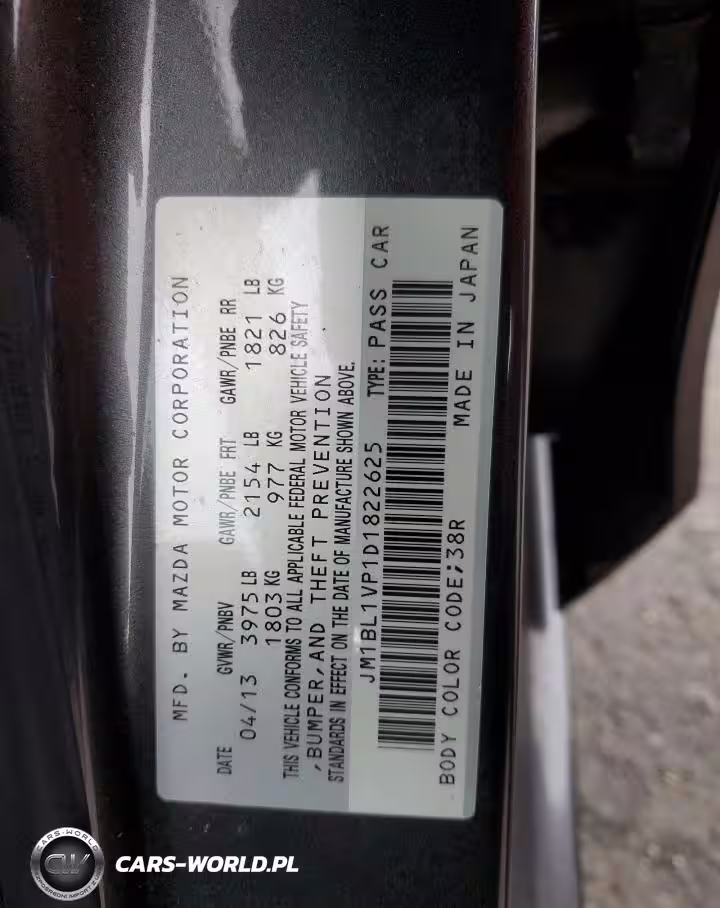 MFD. BY MAZDA MOTOR CORPORATION
DATE GVWR/PNBV GAWR/PNBE FRT GAWR/PNBE RR
04/13 3975 LB 2154 LB 1821 LB
1803 KG 977 KG 826 KG
THIS VEHICLE CONFORMS TO ALL APPLICABLE FEDERAL MOTOR VEHICLE SAFETY
,BUMPER,AND THEFT PREVENTION
STANDARDS IN EFFECT ON THE DATE OF MANUFACTURE SHOWN ABOVE.
JM1BL1VP1D1822625 TYPE: PASS CAR
BODY COLOR CODE;38R MADE IN JAPAN
CARS-WORLD
CW
CARS-WORLD.PL